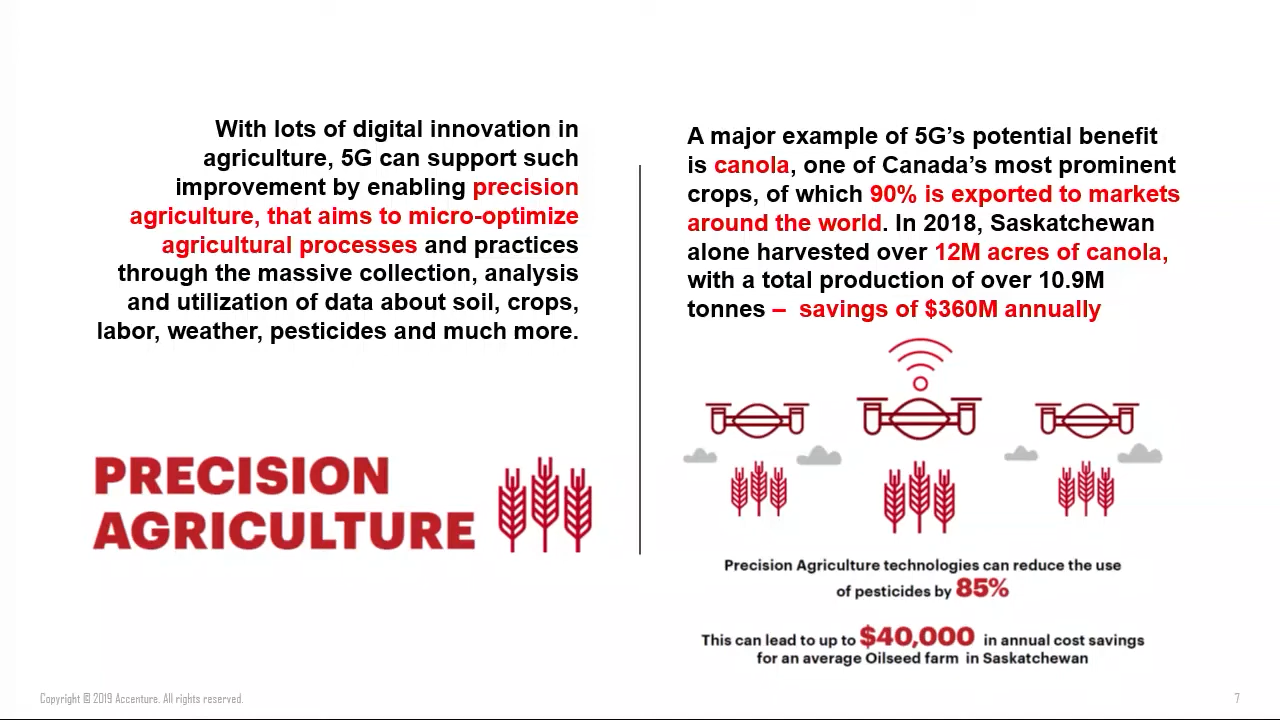 With lots of digital innovation in
agriculture, 5G can support such
improvement by enabling precision
agriculture, that aims to micro-optimize
agricultural processes and practices
through the massive collection, analysis
and utilization of data about soil, crops,
labor, weather, pesticides and much more.
PRECISION
AGRICULTURE
A major example of 5G’s potential benefit
is canola, one of Canada’s most prominent
crops, of which 90% is exported to markets
around the world. In 2018, Saskatchewan
alone harvested over 12M acres of canola,
with a total production of over 10.9M
tonnes – savings of $360M annually
Precision Agriculture technologies can reduce the use
of pesticides by 85%
This can lead to up to $40,000 in annual cost savings
for an average Oilseed farm in Saskatchewan
Copyright © 2019 Accenture. All rights reserved.
7